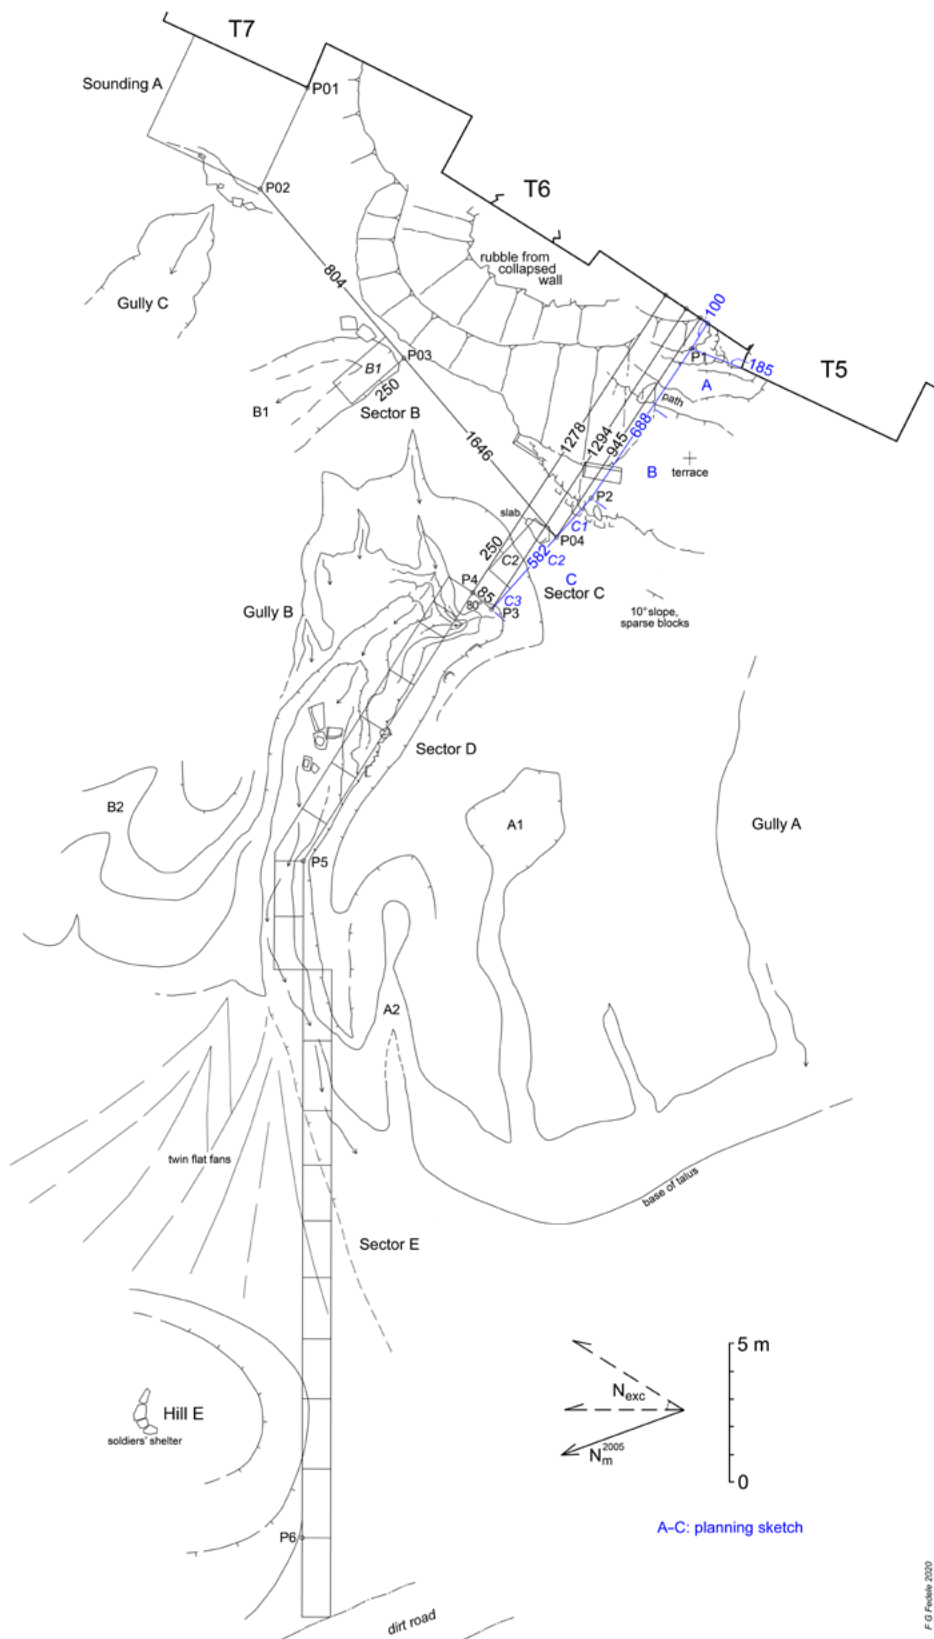 T7
Sounding A
P01
P02
T6
rubble from
collapsed
wall
804
Gully C
100
P1
185
T5
A
path
P03
B1
250
B1
Sector B
1278
1294
945
688
1646
B
terrace
P2
slab
C1
P04
250
C2
582
C2
C
Sector C
P4
85
80°
C3
P3
Gully B
10° slope,
sparse blocks
Sector D
B2
A1
Gully A
P5
A2
twin flat fans
base of talus
Sector E
5 m
Nexc
Nm2005
0
Hill E
soldiers' shelter
A–C: planning sketch
P6
dirt road
F G Fedele 2020